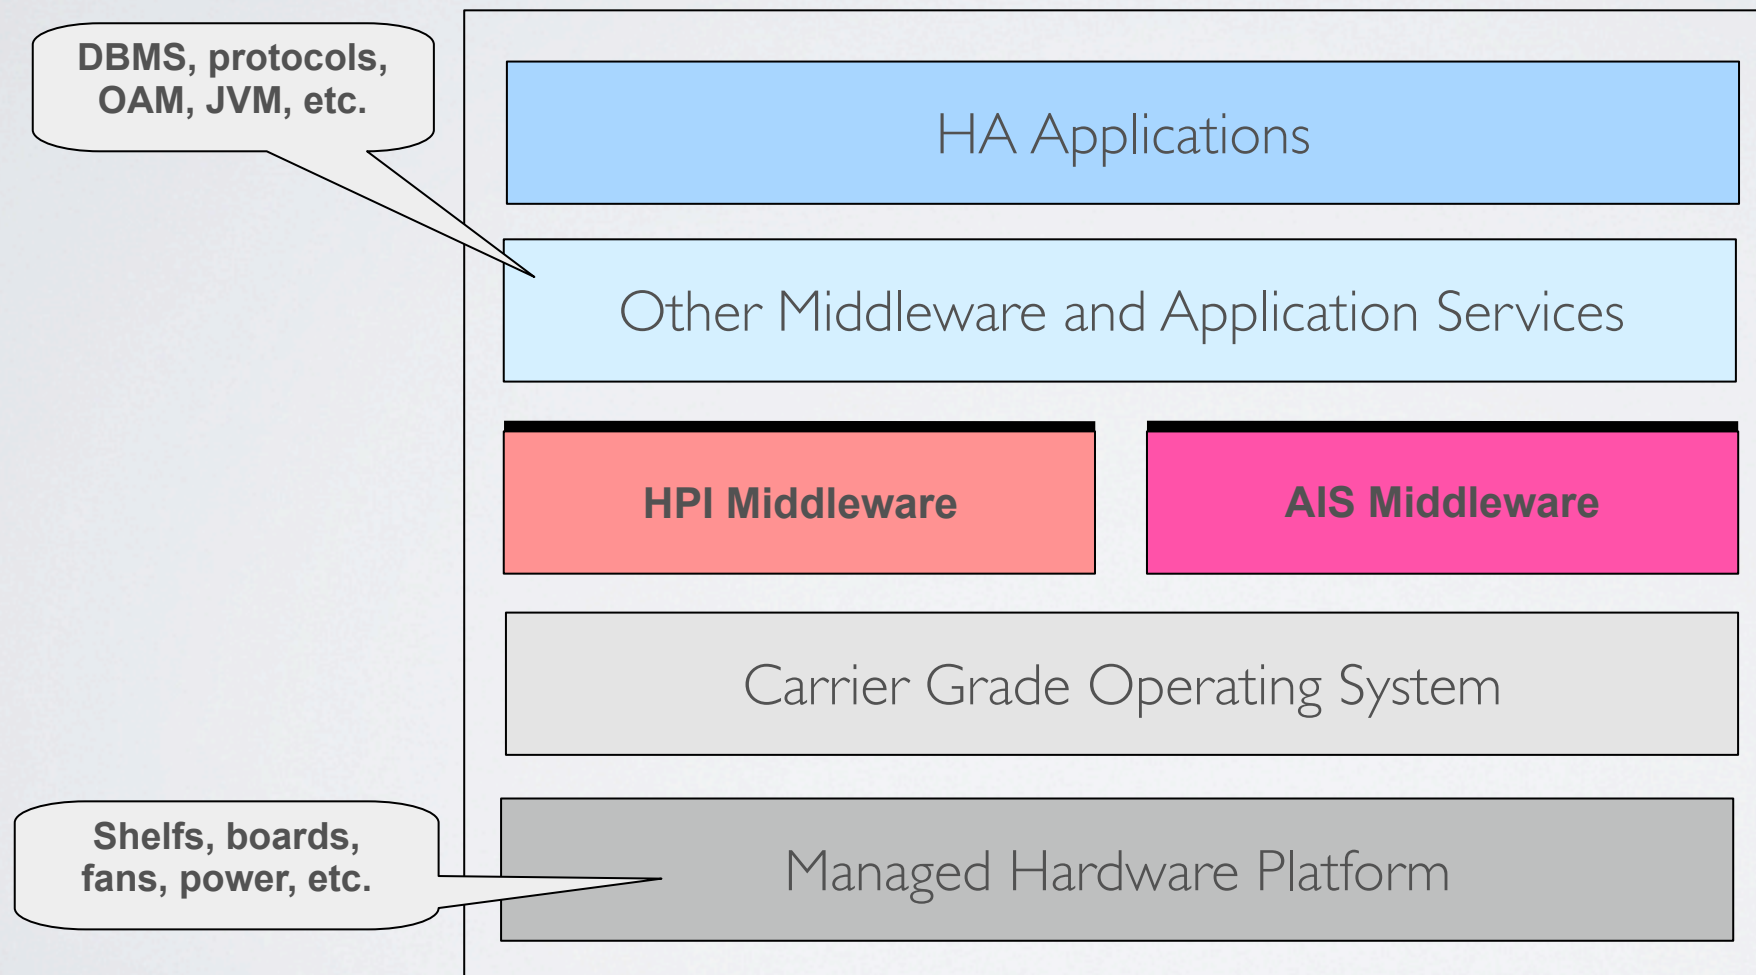 DBMS, protocols,
OAM, JVM, etc.
HA Applications
Other Middleware and Application Services
HPI Middleware
AIS Middleware
Carrier Grade Operating System
Shelfs, boards,
fans, power, etc.
Managed Hardware Platform